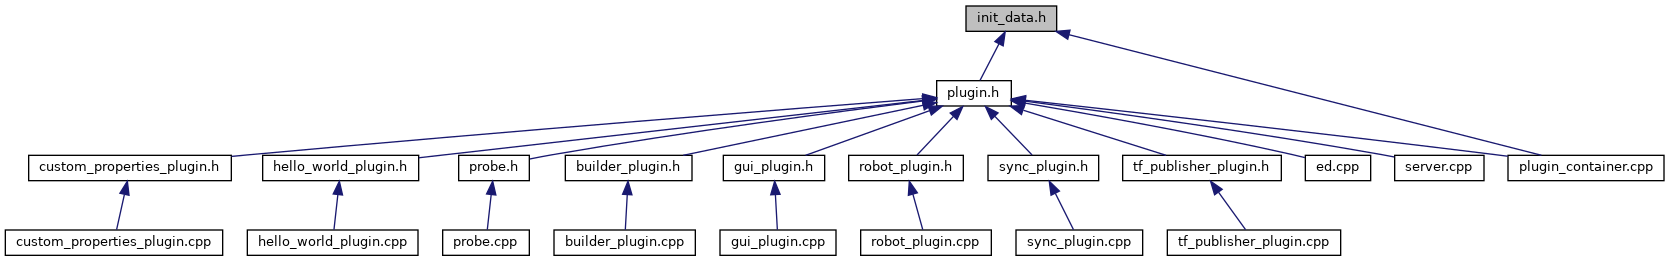 init_data.h
plugin.h
custom_properties_plugin.h
hello_world_plugin.h
probe.h
builder_plugin.h
gui_plugin.h
robot_plugin.h
sync_plugin.h
tf_publisher_plugin.h
ed.cpp
server.cpp
plugin_container.cpp
custom_properties_plugin.cpp
hello_world_plugin.cpp
probe.cpp
builder_plugin.cpp
gui_plugin.cpp
robot_plugin.cpp
sync_plugin.cpp
tf_publisher_plugin.cpp